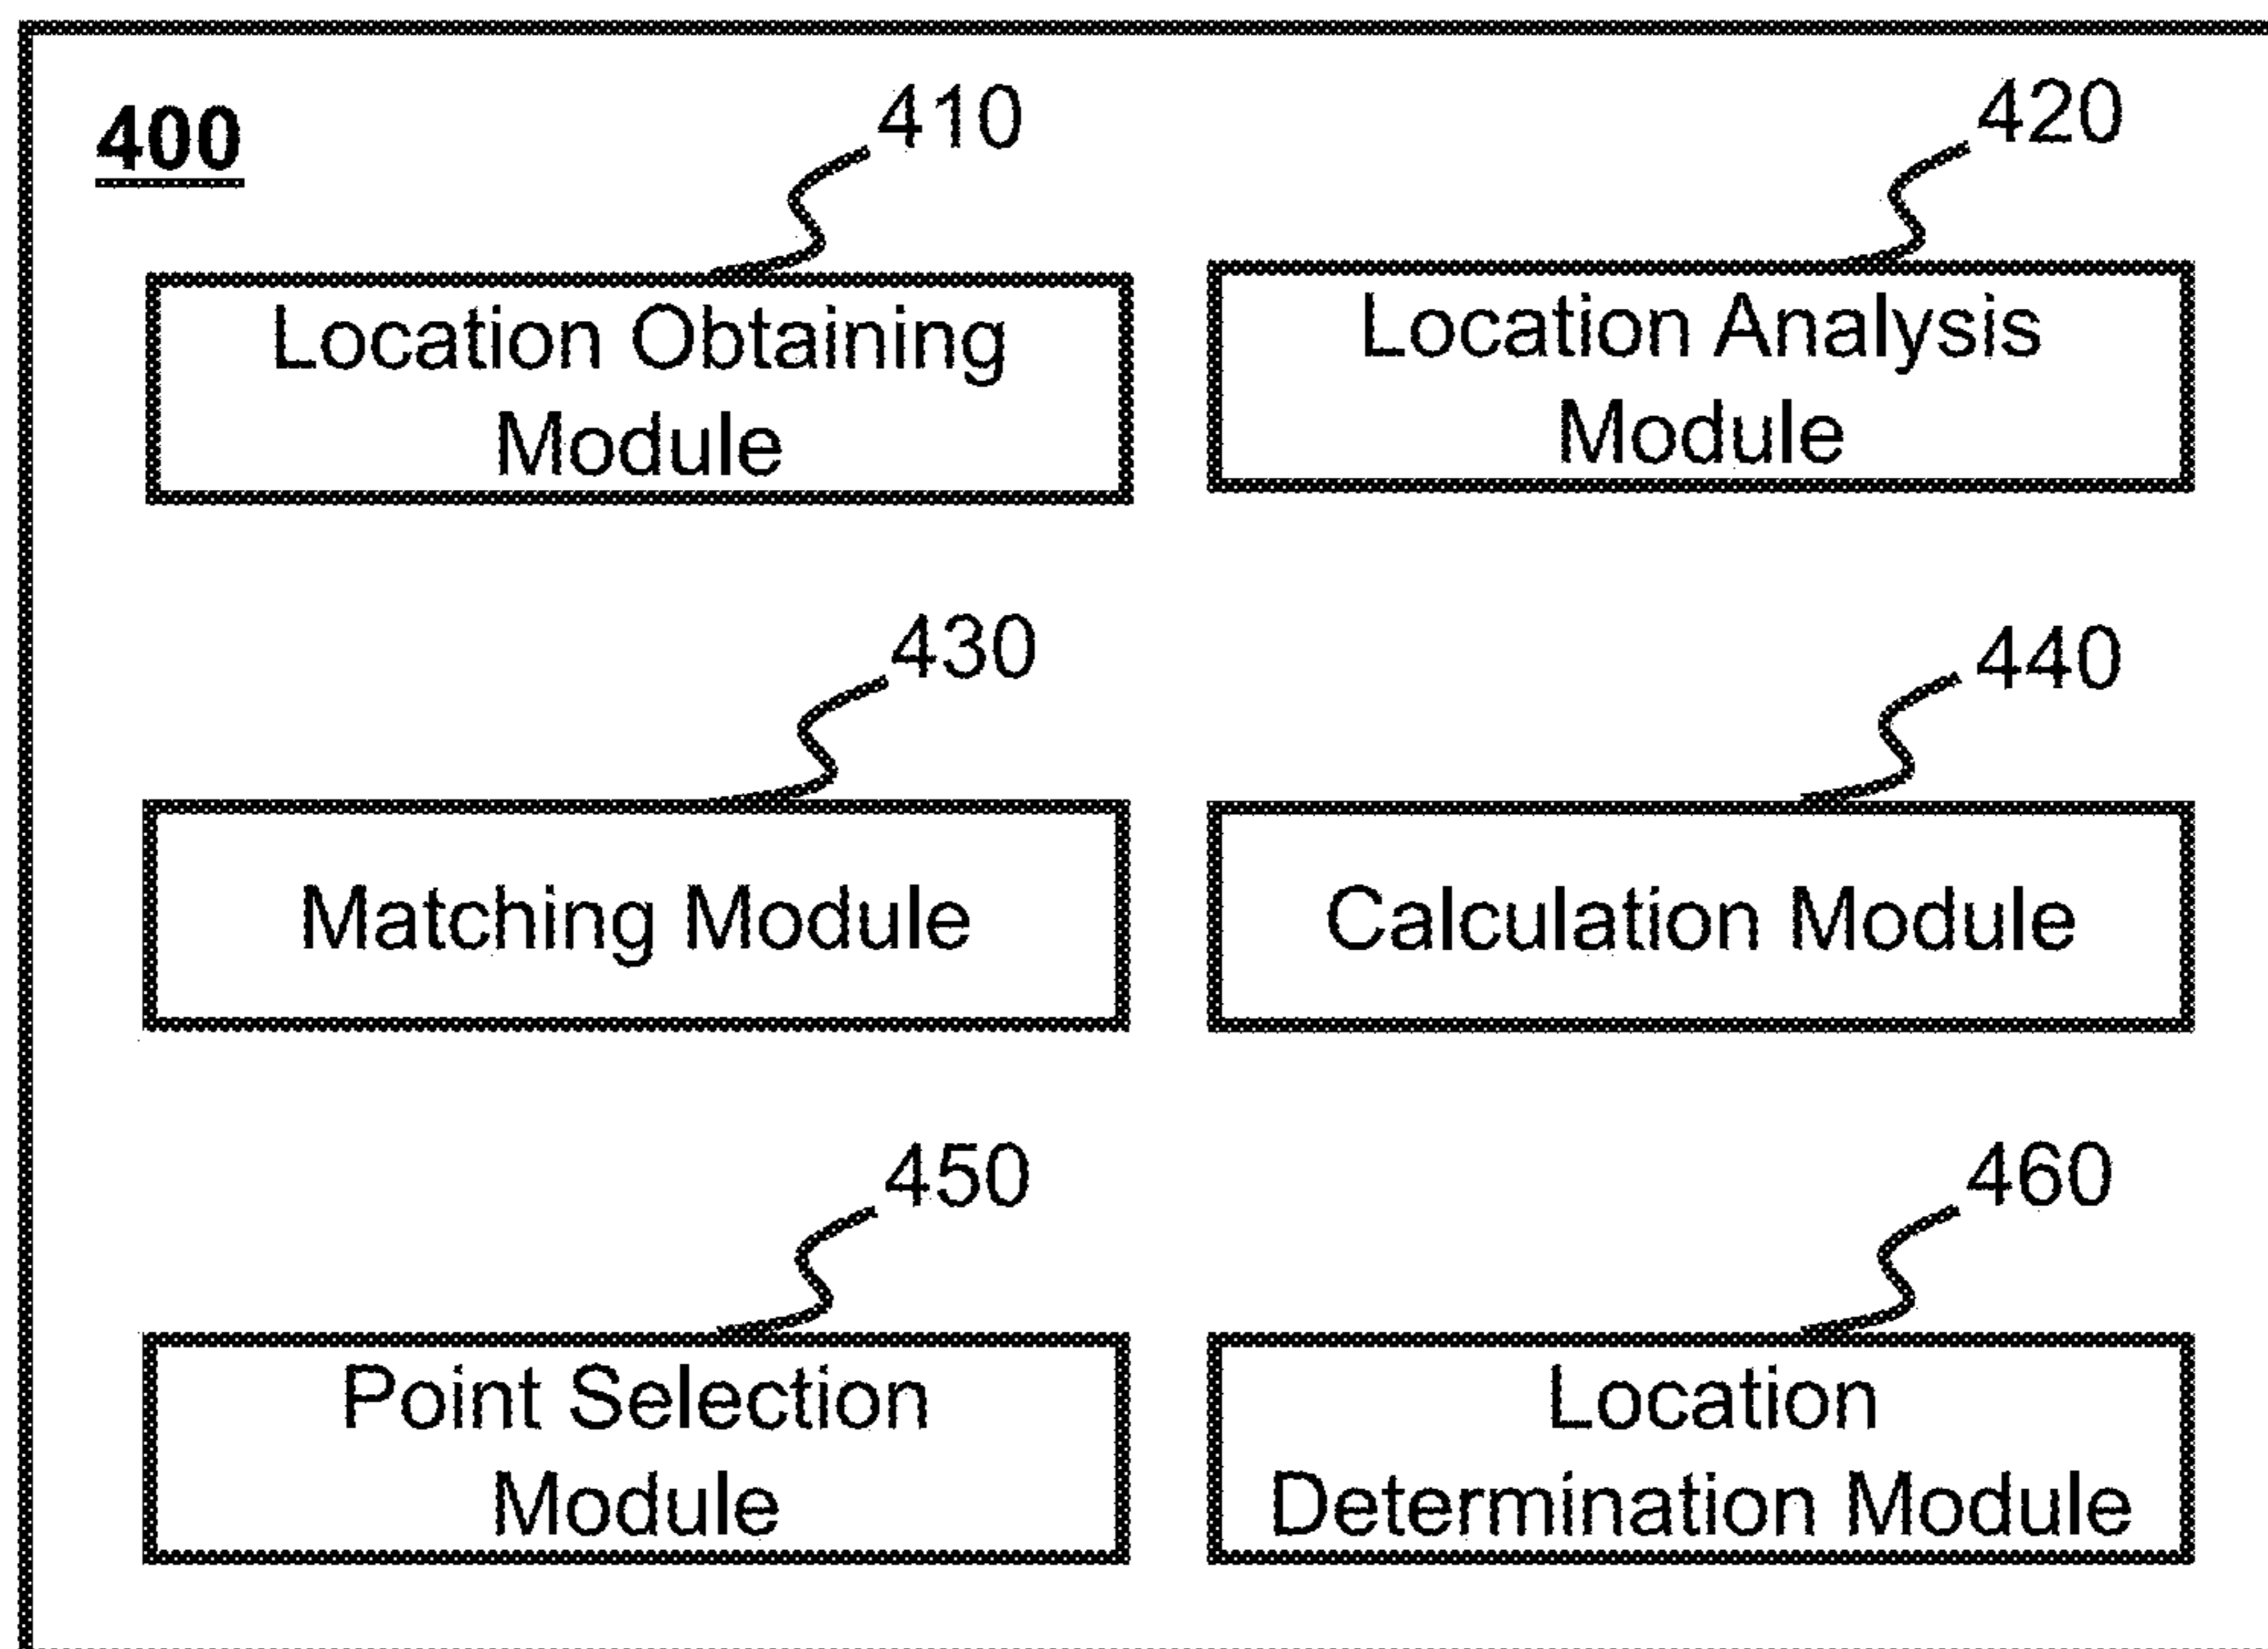 400
410
420
Location Obtaining
Module
Location Analysis
Module
430
440
Matching Module
Calculation Module
450
460
Point Selection
Module
Location
Determination Module